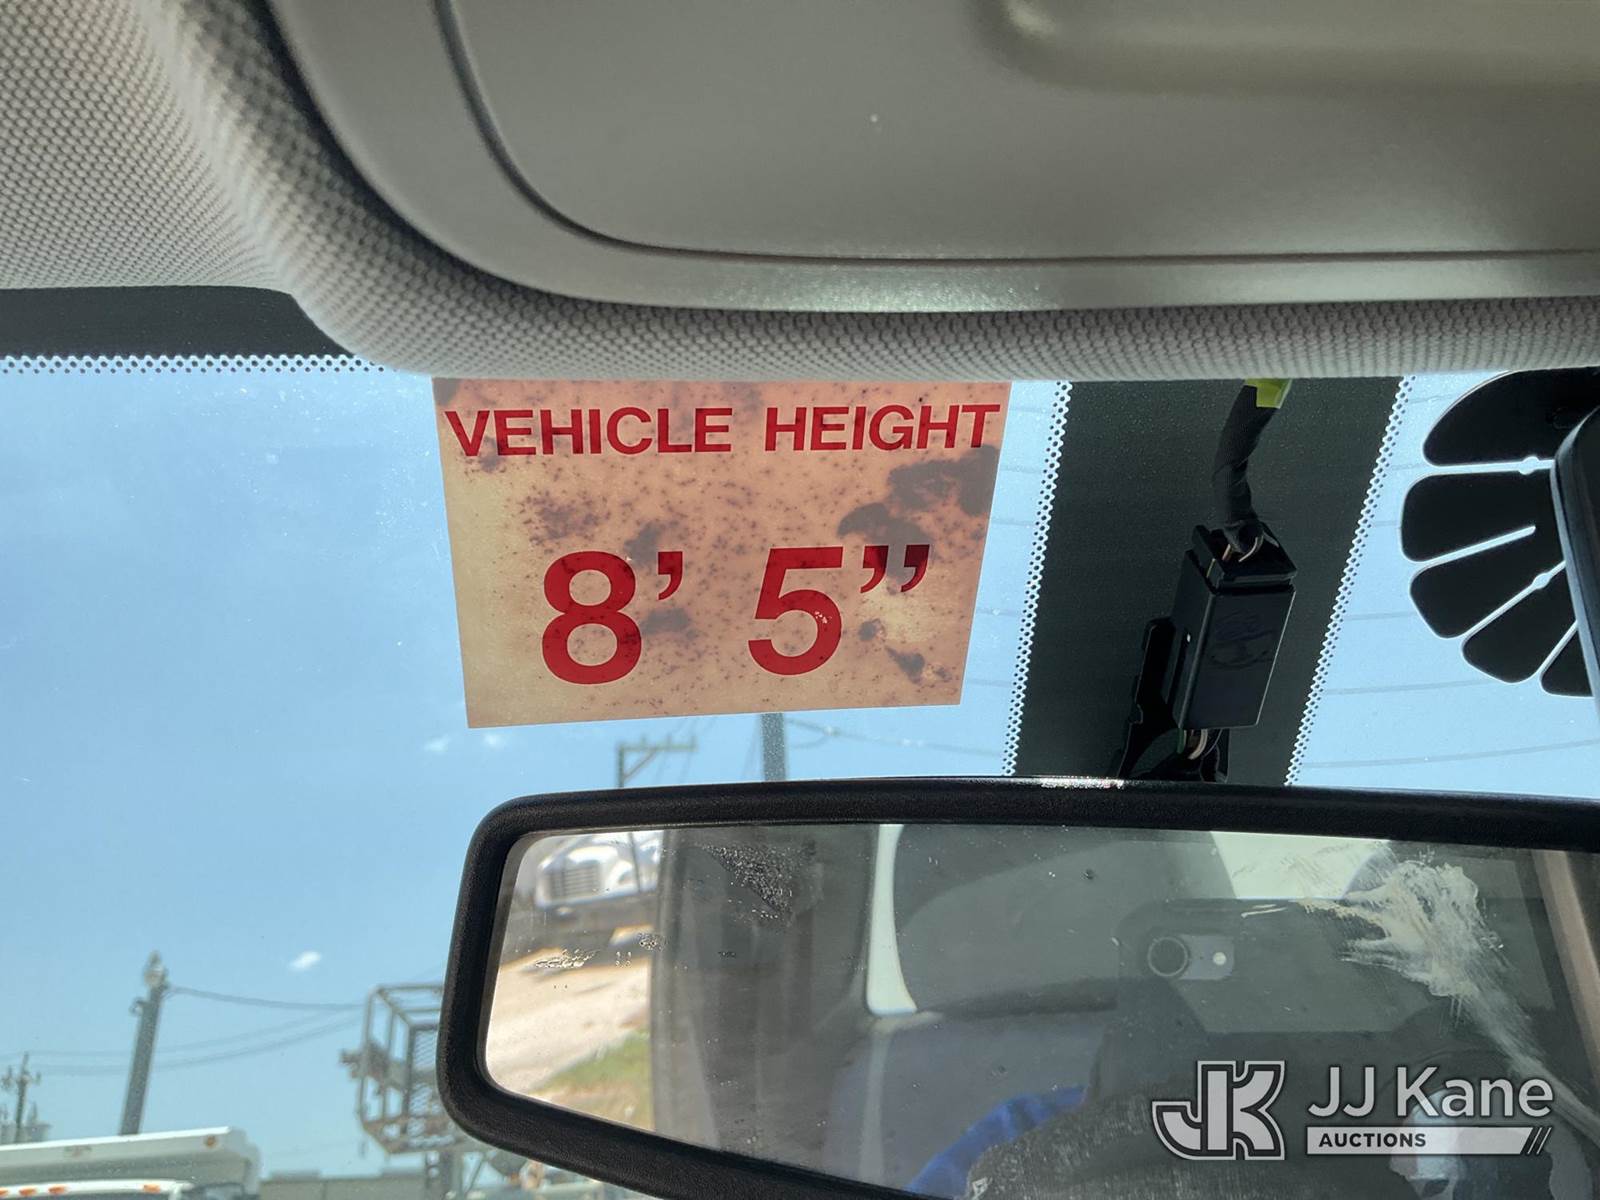 VEHICLE HEIGHT
8’ 5”
JK JJ Kane
AUCTIONS